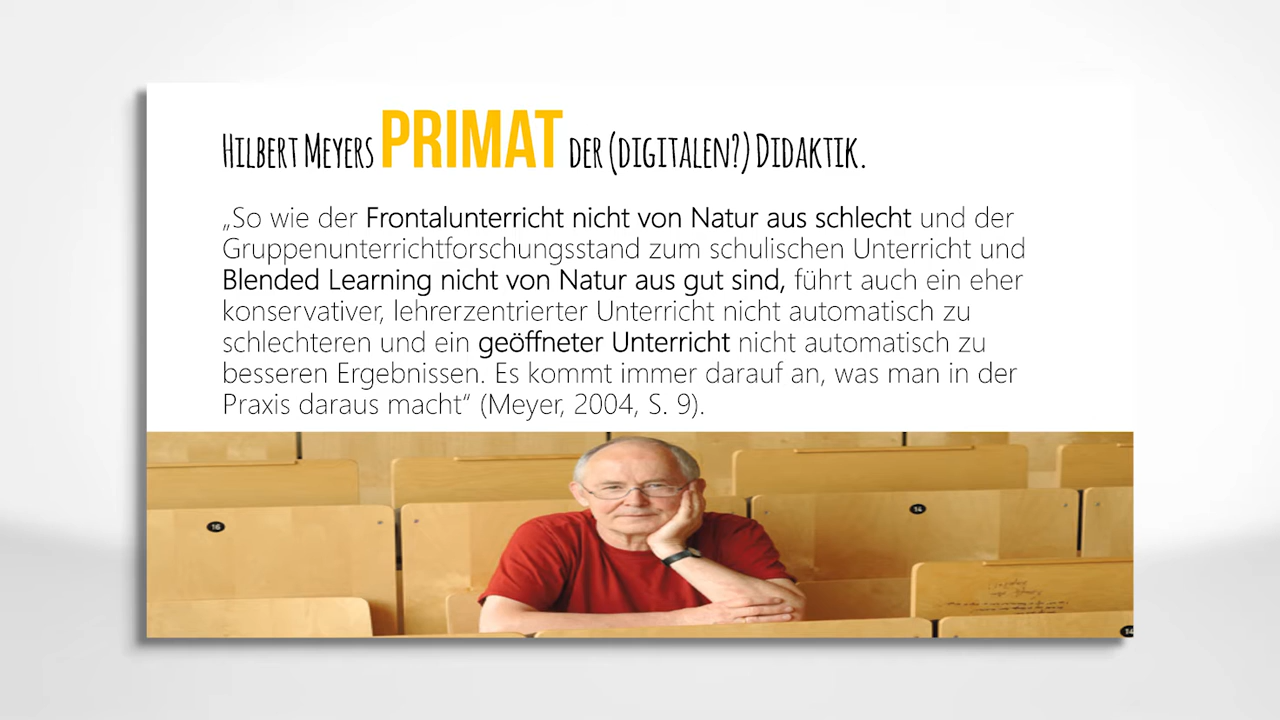 Hilbert Meyers PRIMAT der (digitalen?) Didaktik.
„So wie der Frontalunterricht nicht von Natur aus schlecht und der
Gruppenunterrichtforschungsstand zum schulischen Unterricht und
Blended Learning nicht von Natur aus gut sind, führt auch ein eher
konservativer, lehrerzentrierter Unterricht nicht automatisch zu
schlechteren und ein geöffneter Unterricht nicht automatisch zu
besseren Ergebnissen. Es kommt immer darauf an, was man in der
Praxis daraus macht“ (Meyer, 2004, S. 9).
16
14
14